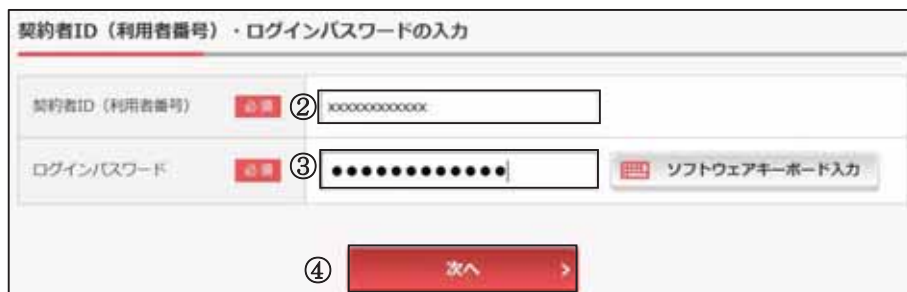 契約者ID（利用者番号）・ログインパスワードの入力
契約者ID（利用者番号） 必須 ② xxxxxxxxxxxx
ログインパスワード 必須 ③ ●●●●●●●●●●●● ソフトウェアキーボード入力
④ 次へ >